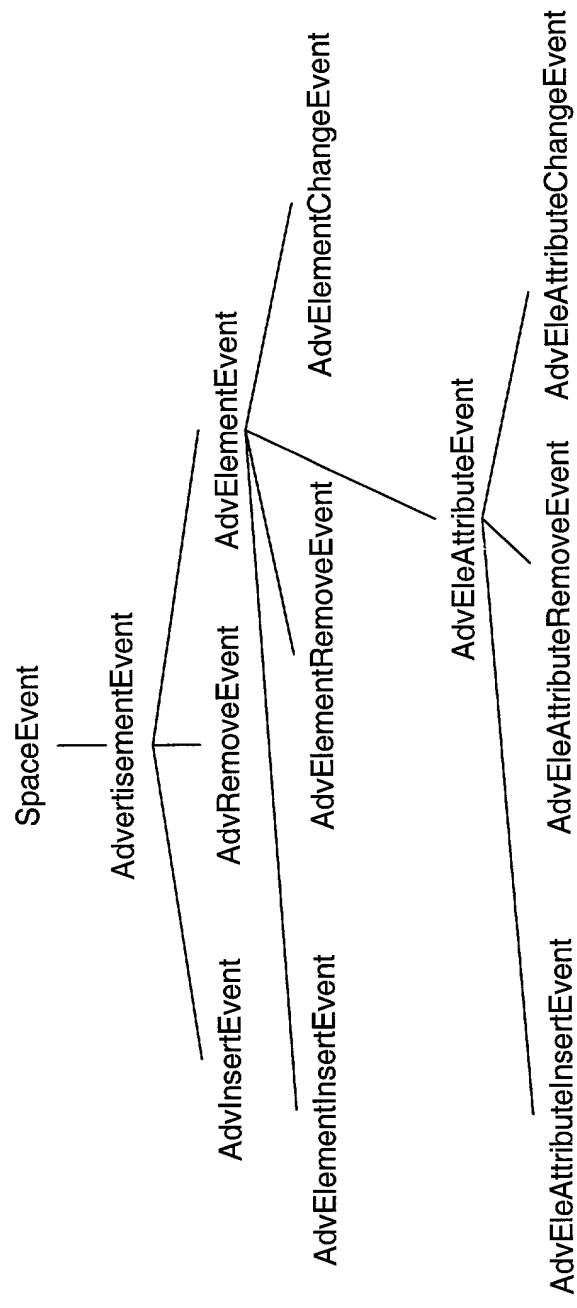 SpaceEvent
AdvertisementEvent
AdvInsertEvent
AdvRemoveEvent
AdvElementEvent
AdvElementInsertEvent
AdvElementRemoveEvent
AdvElementChangeEvent
AdvEleAttributeEvent
AdvEleAttributeInsertEvent
AdvEleAttributeRemoveEvent
AdvEleAttributeChangeEvent